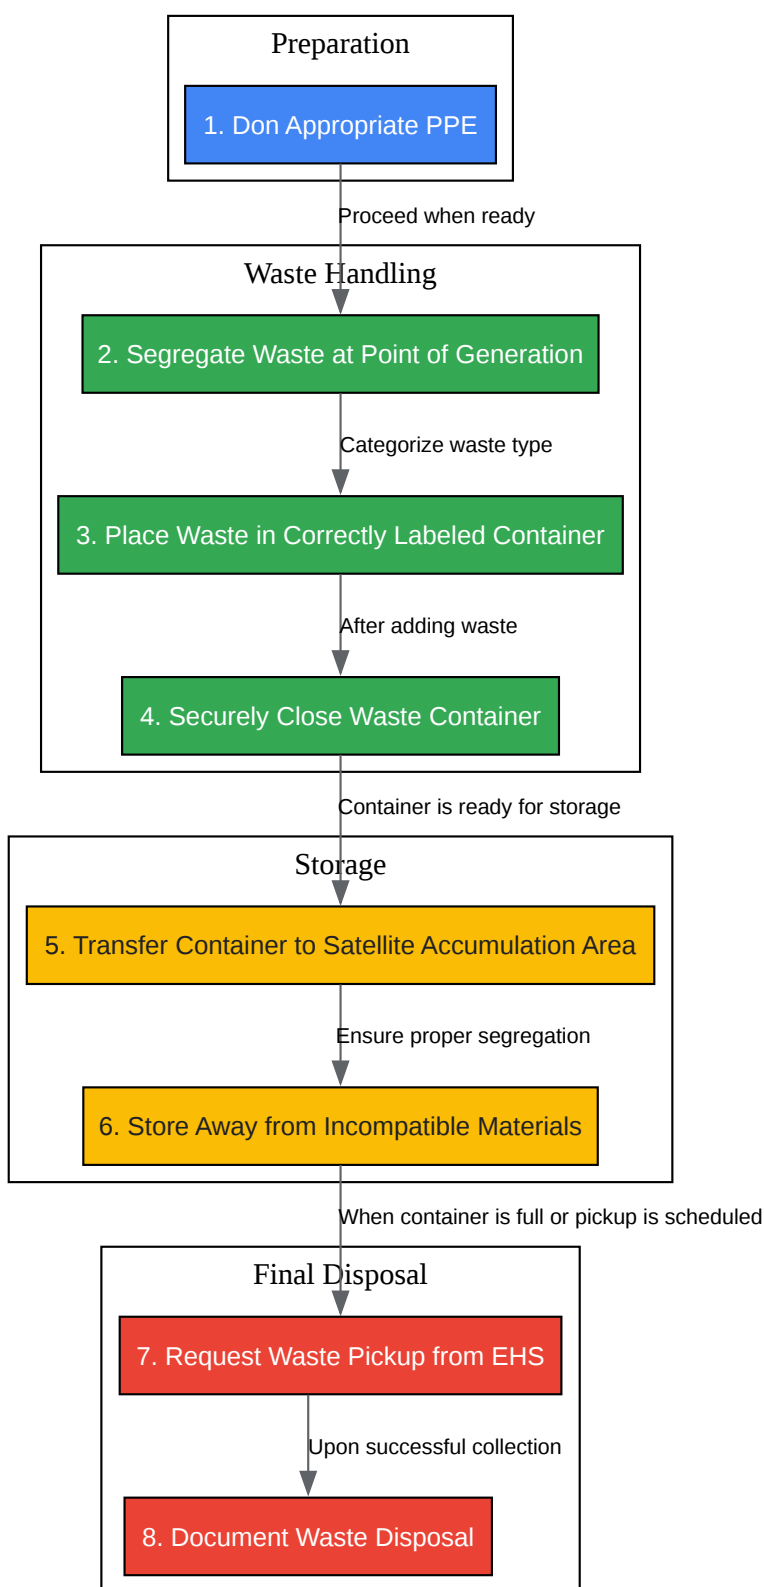 Preparation
1. Don Appropriate PPE
Proceed when ready
Waste Handling
2. Segregate Waste at Point of Generation
Categorize waste type
3. Place Waste in Correctly Labeled Container
After adding waste
4. Securely Close Waste Container
Container is ready for storage
Storage
5. Transfer Container to Satellite Accumulation Area
Ensure proper segregation
6. Store Away from Incompatible Materials
When container is full or pickup is scheduled
Final Disposal
7. Request Waste Pickup from EHS
Upon successful collection
8. Document Waste Disposal